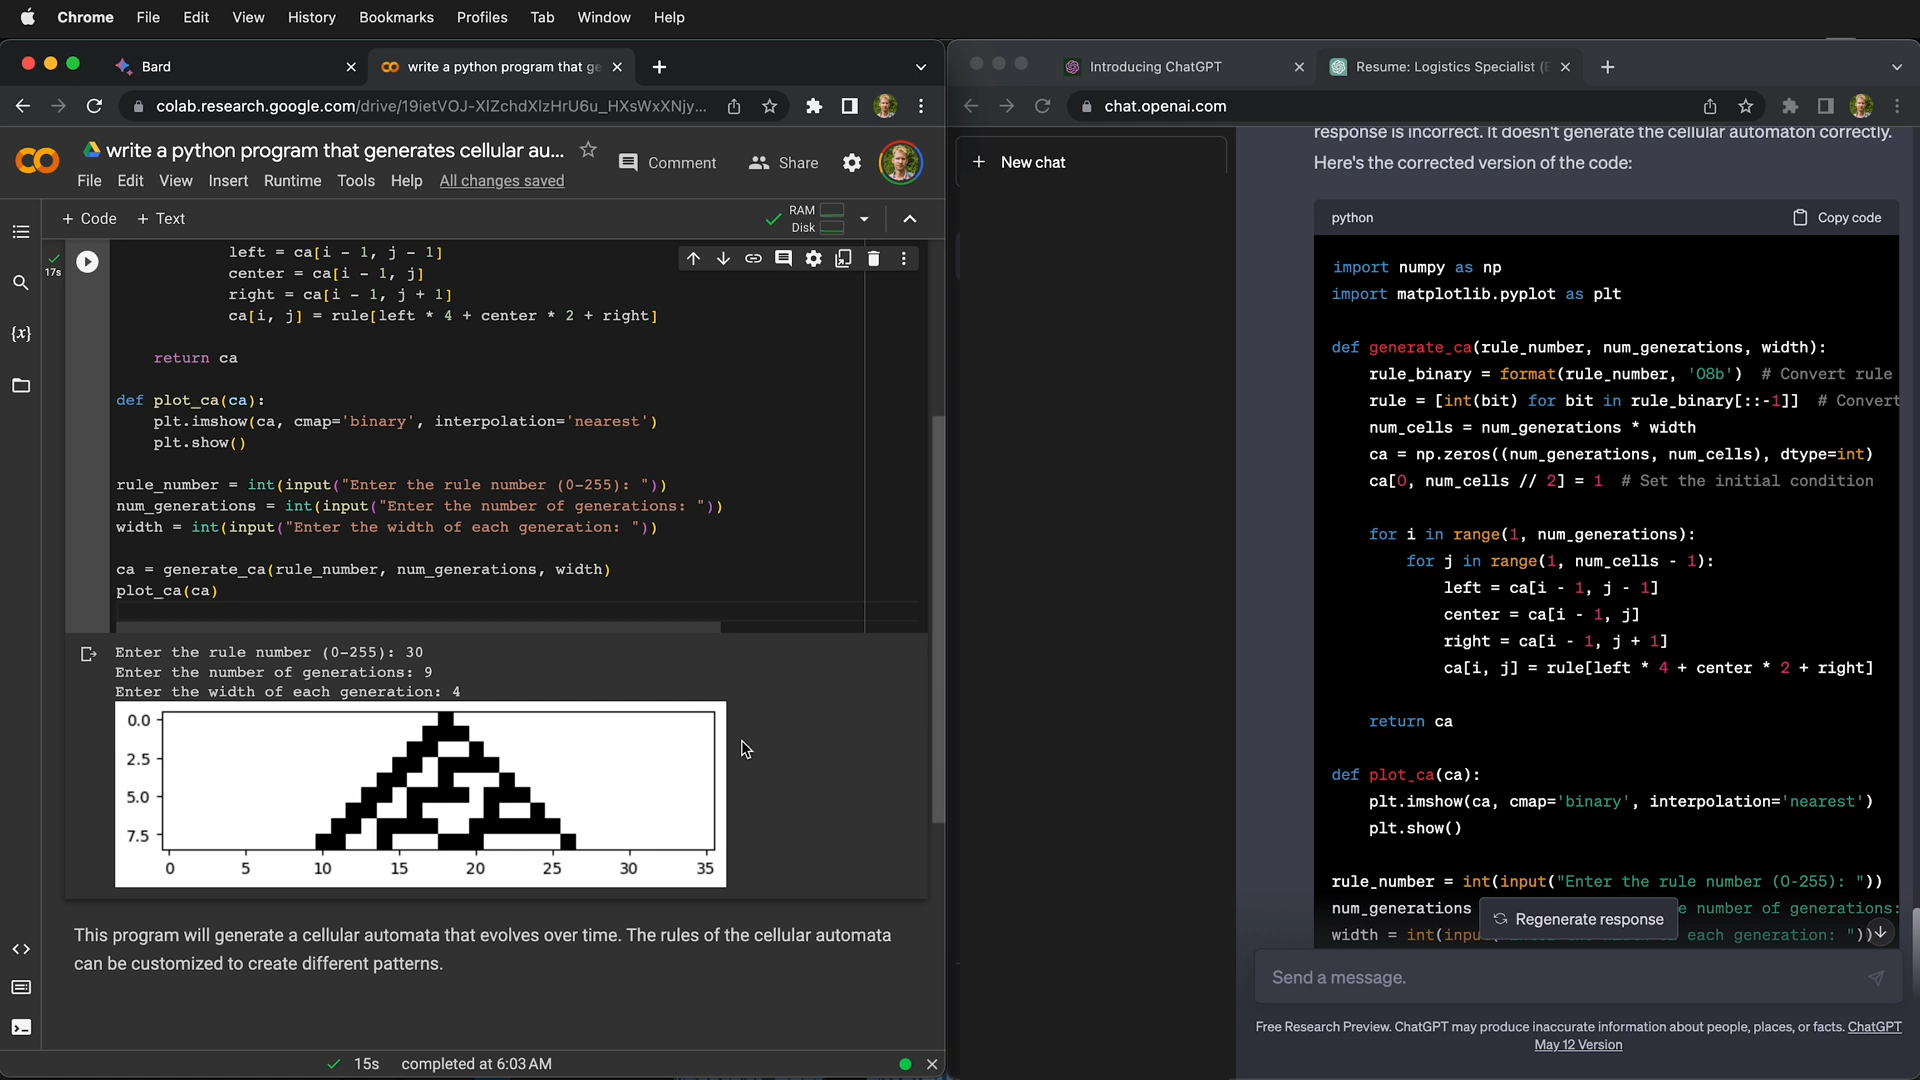 Chrome File Edit View History Bookmarks Profiles Tab Window Help
Bard
write a python program that ge
colab.research.google.com/drive/19ietVOJ-XIZchdXIzHrU6u_HXsWxXNjy...
write a python program that generates cellular au...
Comment
Share
File Edit View Insert Runtime Tools Help All changes saved
+ Code + Text
RAM
Disk
17s
left = ca[i - 1, j - 1]
center = ca[i - 1, j]
right = ca[i - 1, j + 1]
ca[i, j] = rule[left * 4 + center * 2 + right]
return ca
def plot_ca(ca):
plt.imshow(ca, cmap='binary', interpolation='nearest')
plt.show()
rule_number = int(input("Enter the rule number (0-255): "))
num_generations = int(input("Enter the number of generations: "))
width = int(input("Enter the width of each generation: "))
ca = generate_ca(rule_number, num_generations, width)
plot_ca(ca)
Enter the rule number (0-255): 30
Enter the number of generations: 9
Enter the width of each generation: 4
0.0
2.5
5.0
7.5
0 5 10 15 20 25 30 35
This program will generate a cellular automata that evolves over time. The rules of the cellular automata
can be customized to create different patterns.
15s completed at 6:03 AM
Introducing ChatGPT
Resume: Logistics Specialist (E
chat.openai.com
+ New chat
response is incorrect. It doesn't generate the cellular automaton correctly.
Here's the corrected version of the code:
python
Copy code
import numpy as np
import matplotlib.pyplot as plt
def generate_ca(rule_number, num_generations, width):
rule_binary = format(rule_number, '08b') # Convert rule
rule = [int(bit) for bit in rule_binary[::-1]] # Convert
num_cells = num_generations * width
ca = np.zeros((num_generations, num_cells), dtype=int)
ca[0, num_cells // 2] = 1 # Set the initial condition
for i in range(1, num_generations):
for j in range(1, num_cells - 1):
left = ca[i - 1, j - 1]
center = ca[i - 1, j]
right = ca[i - 1, j + 1]
ca[i, j] = rule[left * 4 + center * 2 + right]
return ca
def plot_ca(ca):
plt.imshow(ca, cmap='binary', interpolation='nearest')
plt.show()
rule_number = int(input("Enter the rule number (0-255): "))
num_generations e number of generations:
Regenerate response
width = int(inpu each generation: "))
Send a message.
Free Research Preview. ChatGPT may produce inaccurate information about people, places, or facts. ChatGPT
May 12 Version